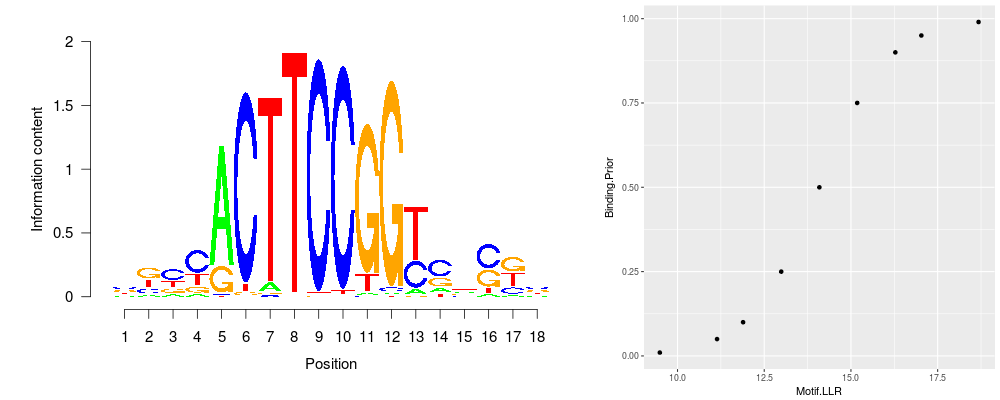 2
1.5
1
0.5
0
Information content
A C T T C C G G T
1 2 3 4 5 6 7 8 9 10 11 12 13 14 15 16 17 18
Position
1.00
0.75
0.50
0.25
0.00
Binding.Prior
10.0 12.5 15.0 17.5
Motif.LLR